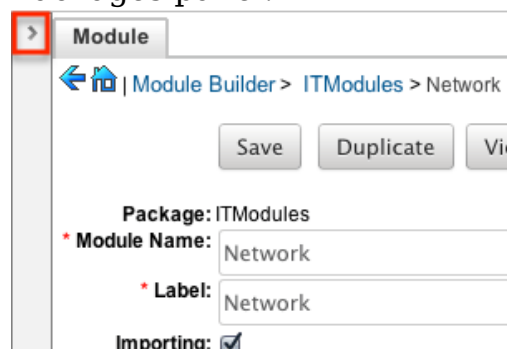 Module
| Module Builder > ITModules > Network
Save Duplicate
Package: ITModules
* Module Name: Network
* Label: Network
Importing: